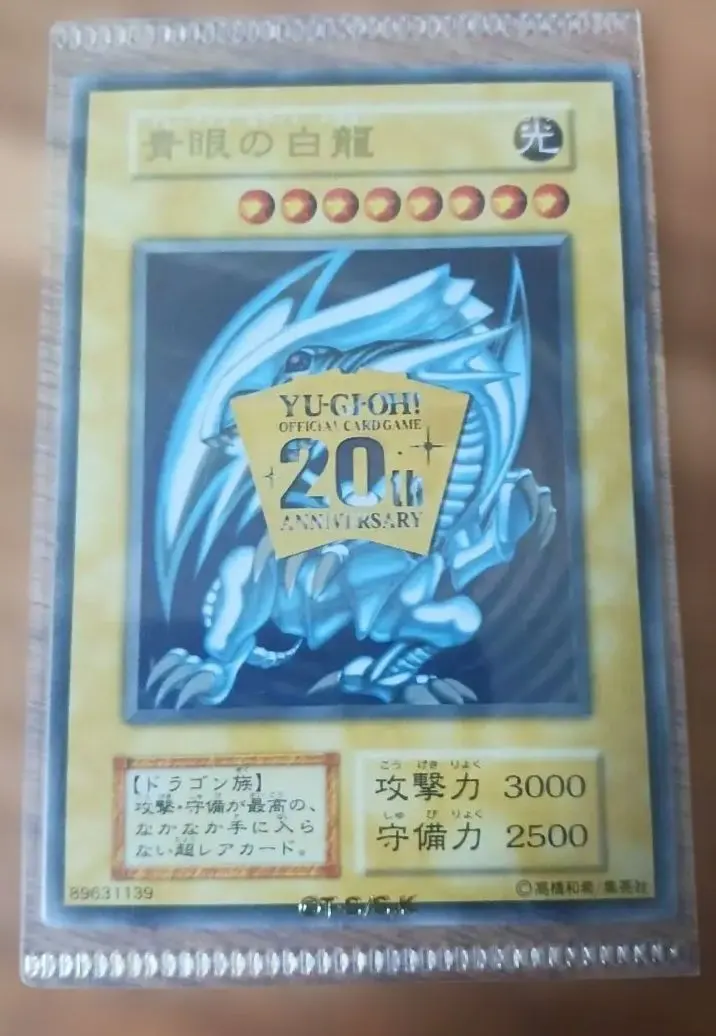 青眼の白龍
光
YU-GI-OH!
OFFICIAL CARD GAME
20th
ANNIVERSARY
【ドラゴン族】
攻撃・守備が最高の、
なかなか手に入ら
ない超レアカード。
こう げき りょく
攻撃力 3000
しゅ び りょく
守備力 2500
89631139
©高橋和希/集英社
©T・S/S・K